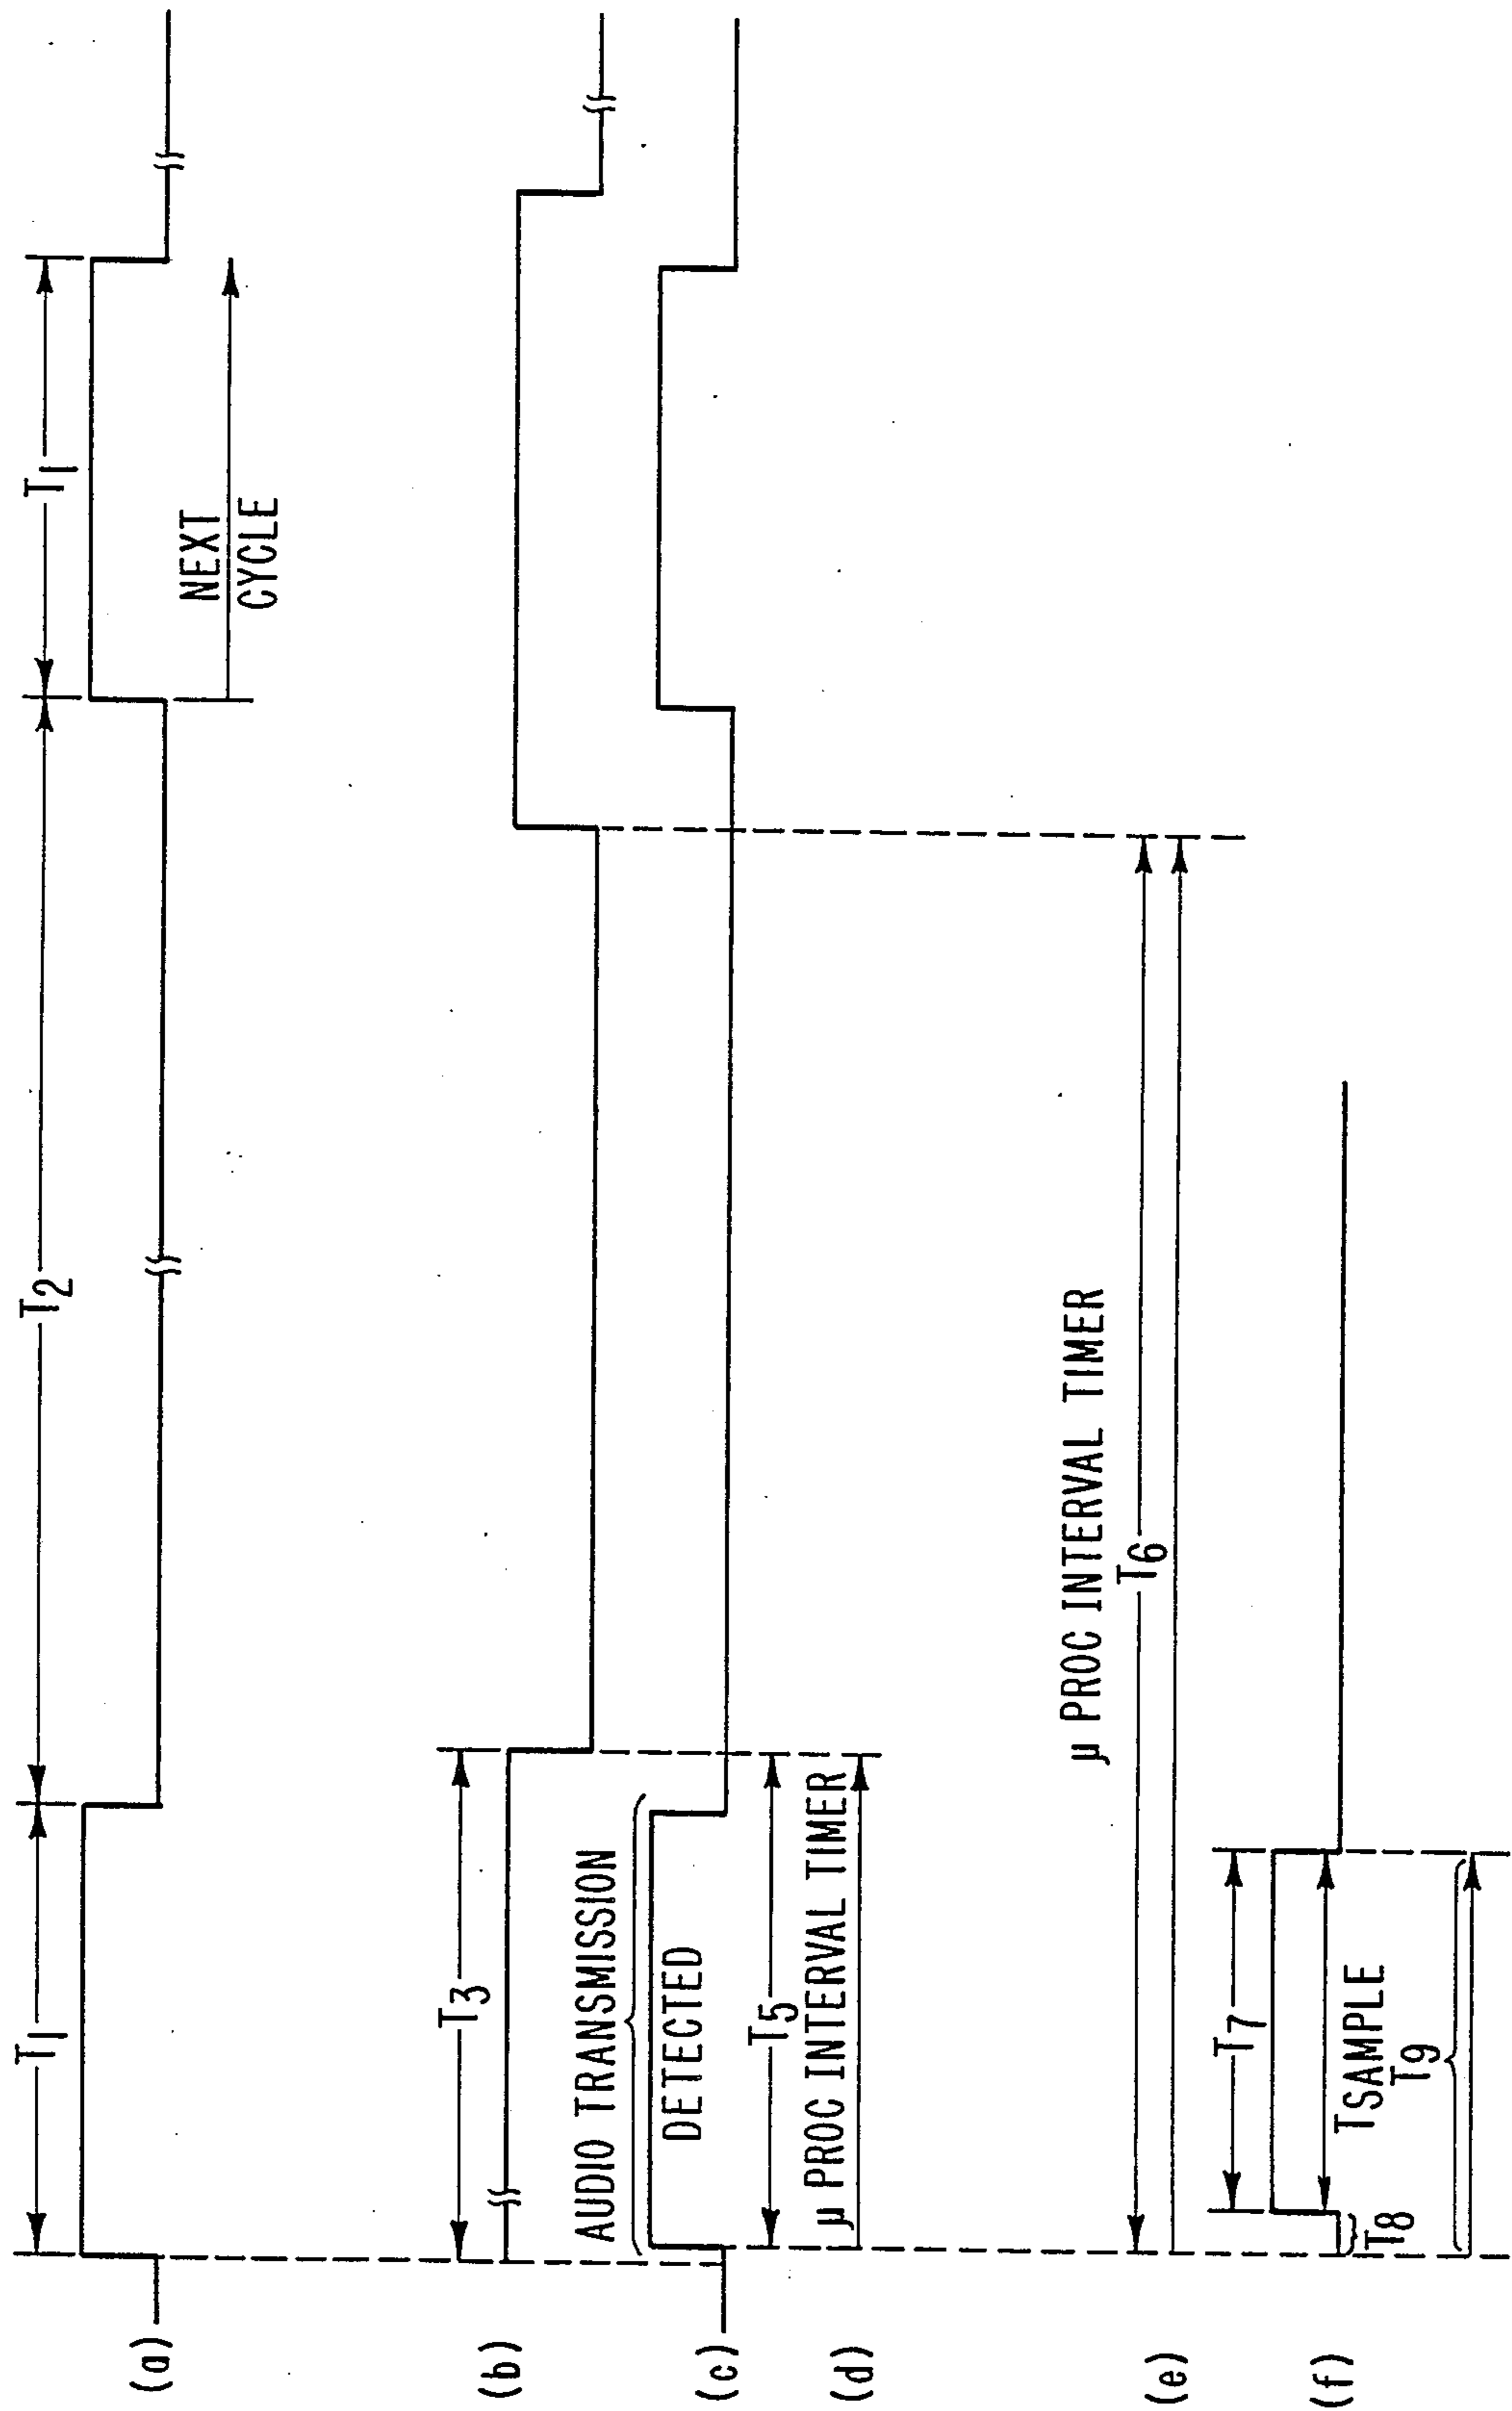 (a)
T1
T2
T1
NEXT
CYCLE
(b)
T3
(c)
AUDIO TRANSMISSION
DETECTED
(d)
T5
μ PROC INTERVAL TIMER
(e)
μ PROC INTERVAL TIMER
T6
(f)
T7
T8
TSAMPLE
T9